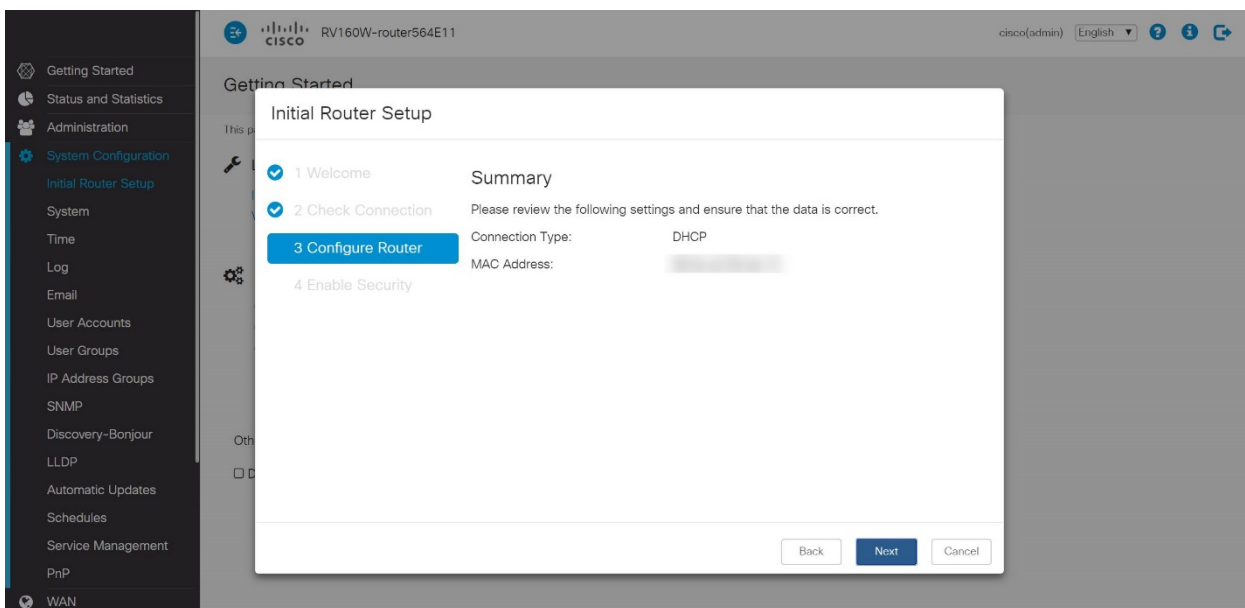 CISCO
RV160W-router564E11
cisco(admin)
English
Getting Started
Status and Statistics
Administration
System Configuration
Initial Router Setup
System
Time
Log
Email
User Accounts
User Groups
IP Address Groups
SNMP
Discovery-Bonjour
LLDP
Automatic Updates
Schedules
Service Management
PnP
WAN
Getting Started
This
Initial Router Setup
1 Welcome
2 Check Connection
3 Configure Router
4 Enable Security
Summary
Please review the following settings and ensure that the data is correct.
Connection Type: DHCP
MAC Address:
Back
Next
Cancel